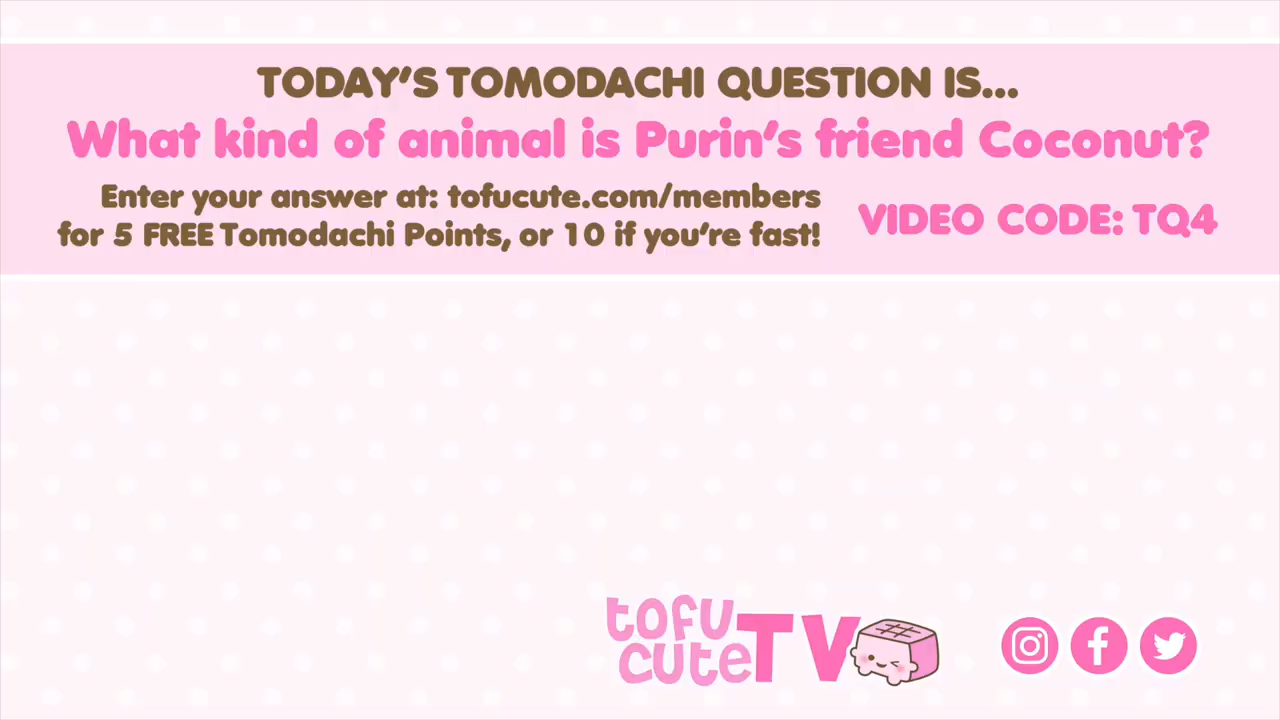 TODAY'S TOMODACHI QUESTION IS...
What kind of animal is Purin's friend Coconut?
Enter your answer at: tofucute.com/members
for 5 FREE Tomodachi Points, or 10 if you're fast!
VIDEO CODE: TQ4
tofu
cute TV